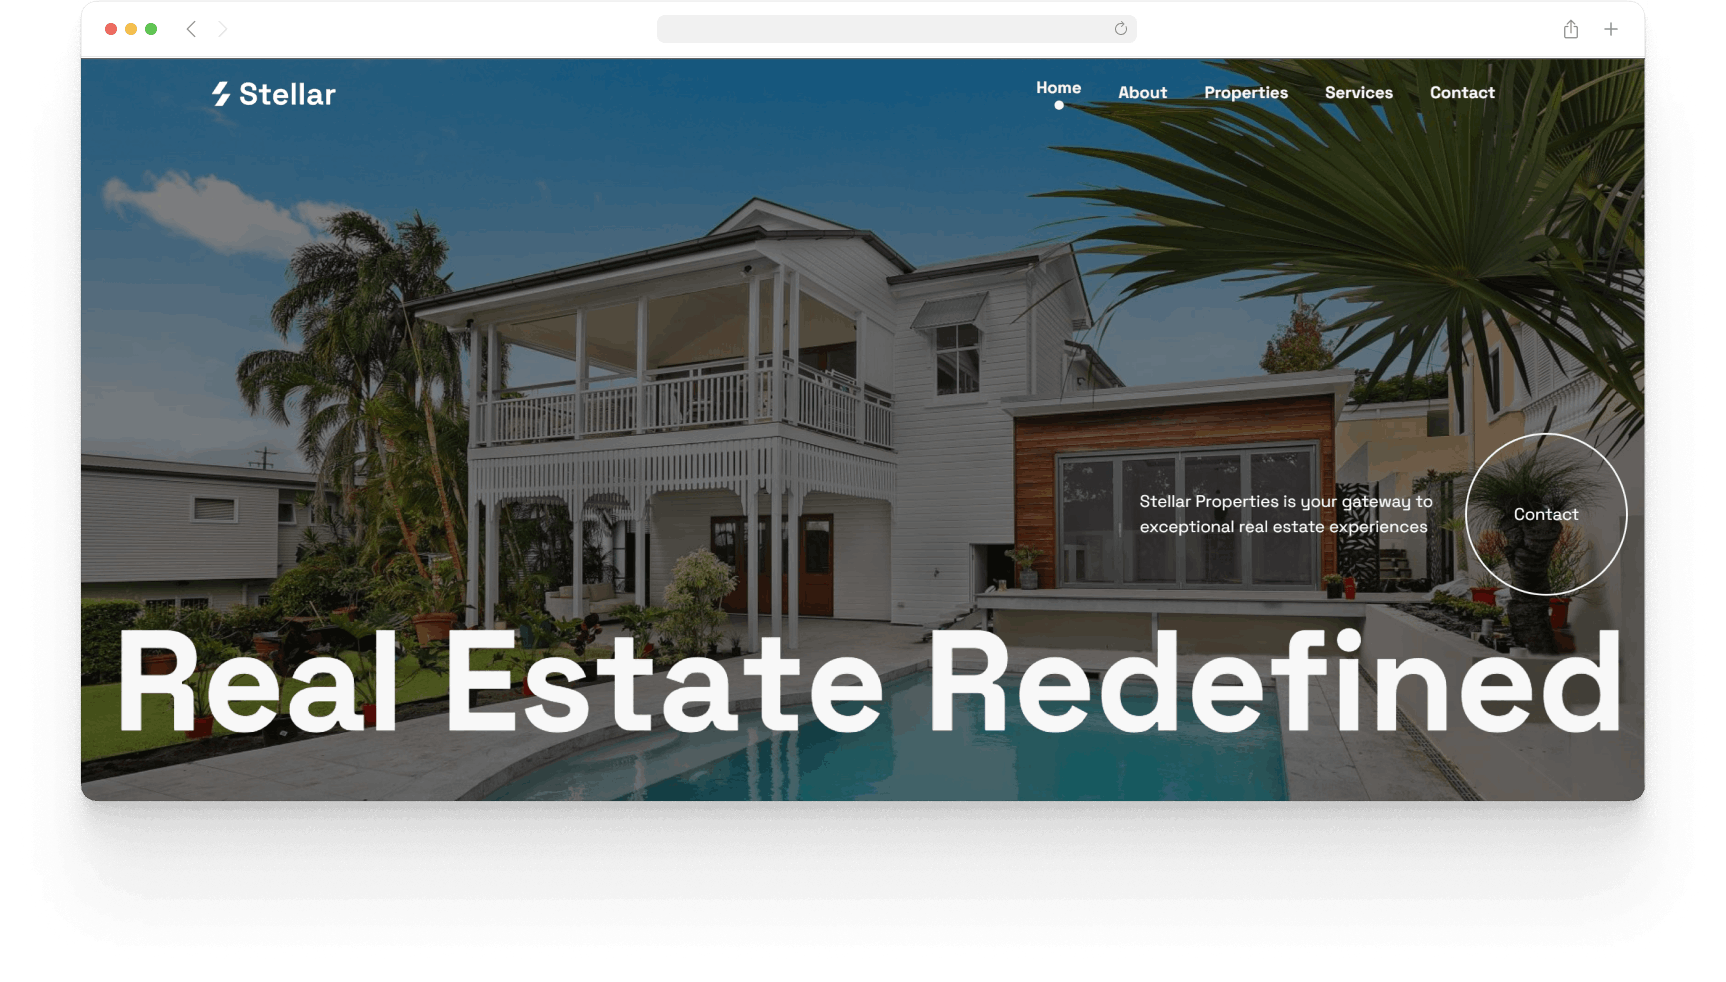 Stellar
Home About Properties Services Contact
Stellar Properties is your gateway to
exceptional real estate experiences
Contact
Real Estate Redefined